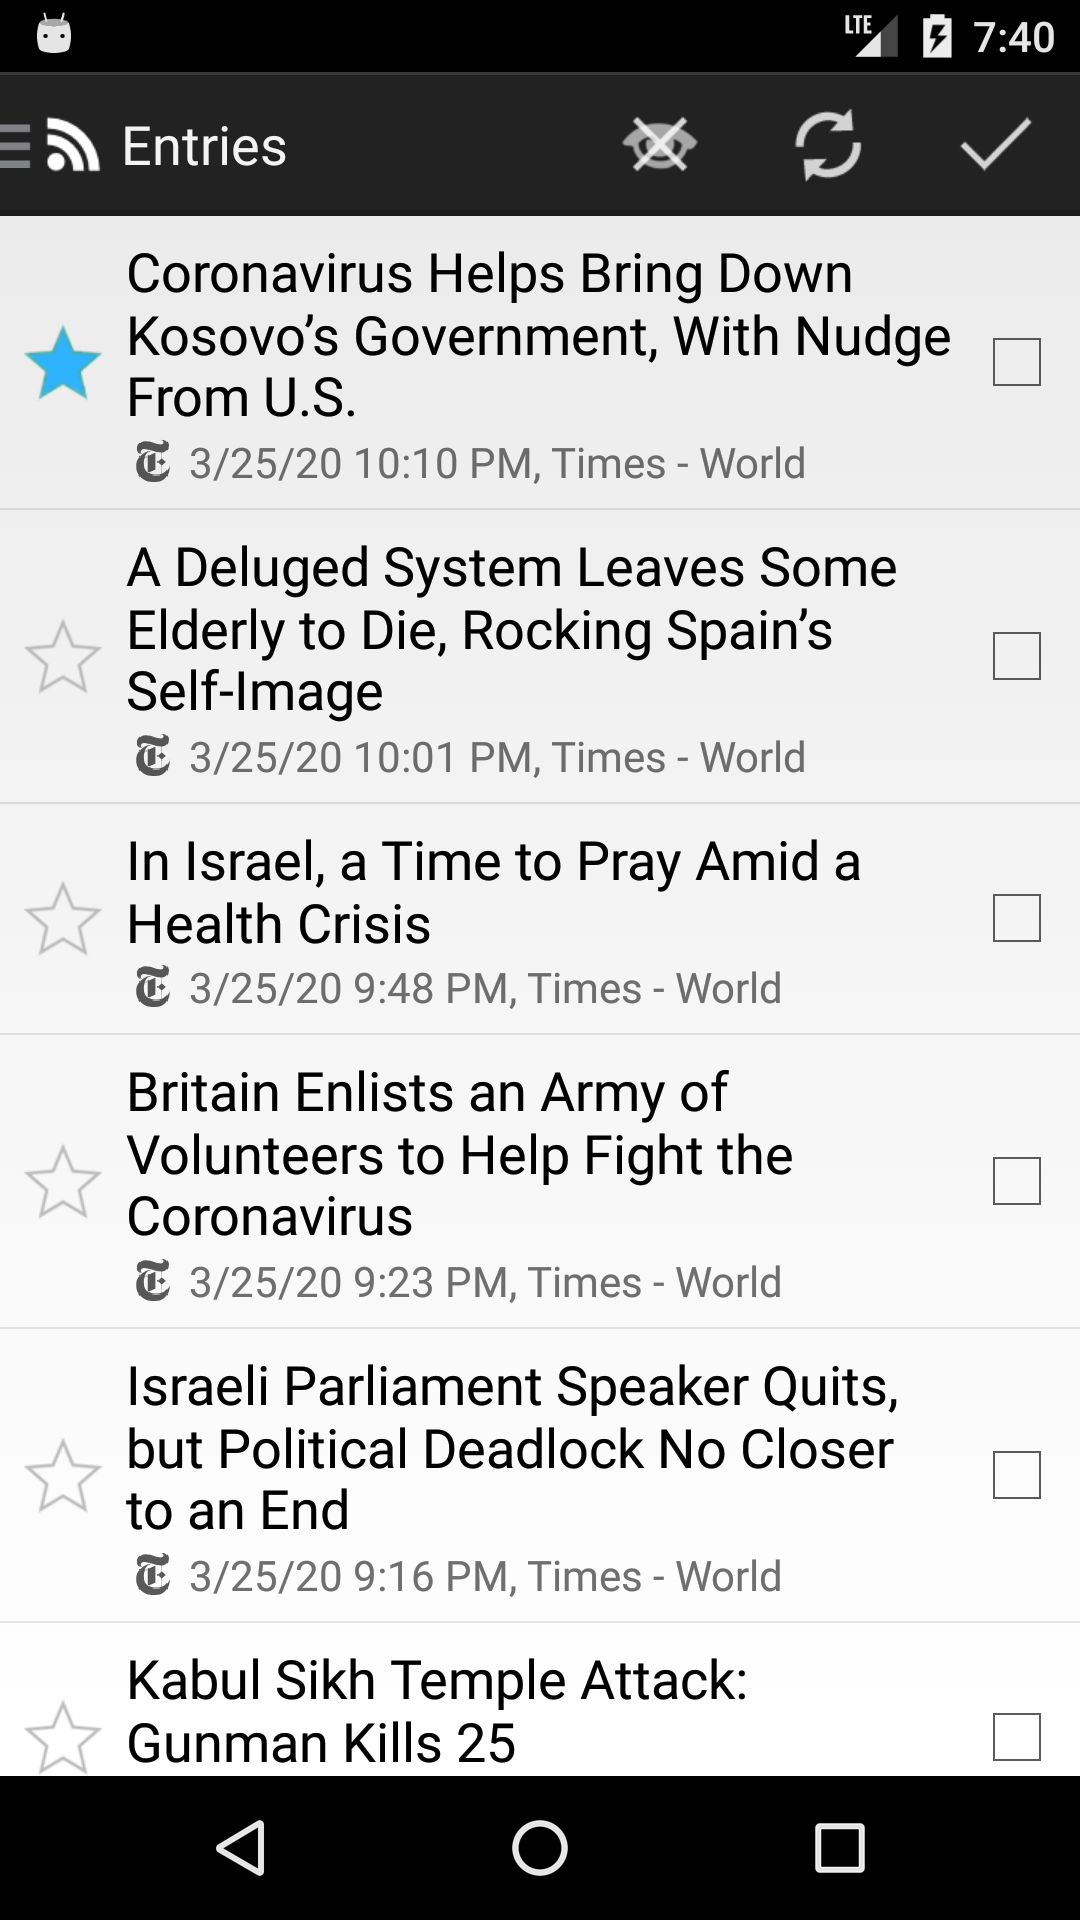 LTE 7:40
Entries
Coronavirus Helps Bring Down
Kosovo’s Government, With Nudge
From U.S.
T 3/25/20 10:10 PM, Times - World
A Deluged System Leaves Some
Elderly to Die, Rocking Spain’s
Self-Image
T 3/25/20 10:01 PM, Times - World
In Israel, a Time to Pray Amid a
Health Crisis
T 3/25/20 9:48 PM, Times - World
Britain Enlists an Army of
Volunteers to Help Fight the
Coronavirus
T 3/25/20 9:23 PM, Times - World
Israeli Parliament Speaker Quits,
but Political Deadlock No Closer
to an End
T 3/25/20 9:16 PM, Times - World
Kabul Sikh Temple Attack:
Gunman Kills 25